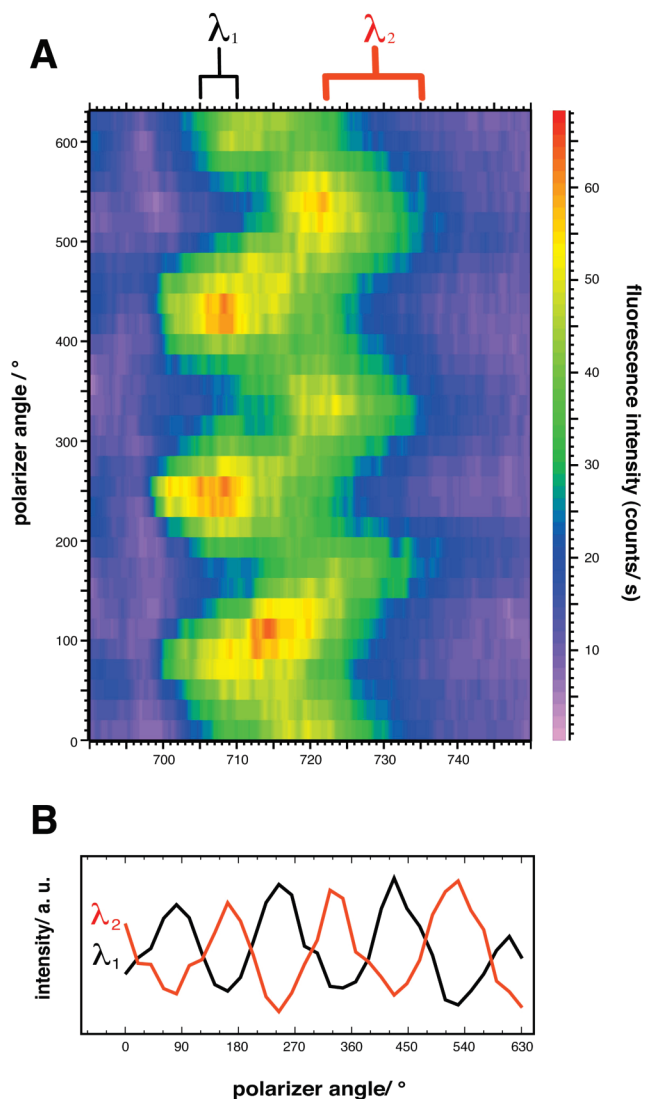 λ1 λ2
A
600
500
400
300
200
100
0
polarizer angle / °
700 710 720 730 740
60
50
40
30
20
10
fluorescence intensity (counts/ s)
B
λ2
λ1
intensity/ a. u.
0 90 180 270 360 450 540 630
polarizer angle/ °